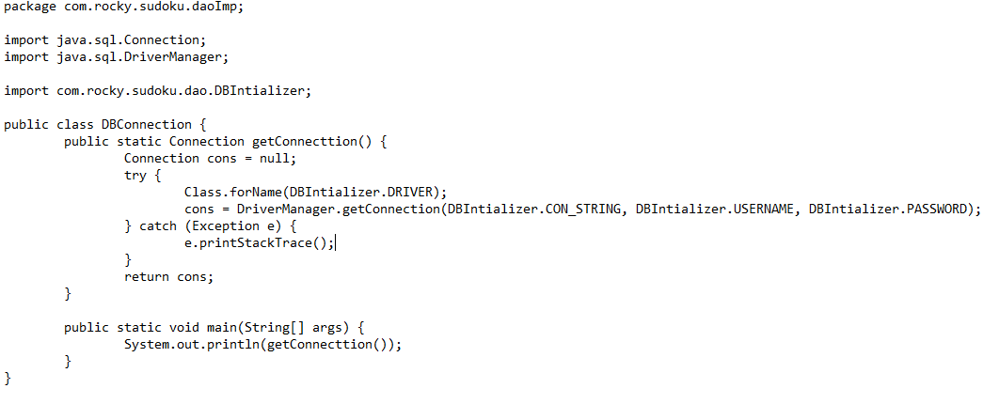 package com.rocky.sudoku.daoImp;
import java.sql.Connection;
import java.sql.DriverManager;
import com.rocky.sudoku.dao.DBIntializer;
public class DBConnection {
public static Connection getConnecttion() {
Connection cons = null;
try {
Class.forName(DBIntializer.DRIVER);
cons = DriverManager.getConnection(DBIntializer.CON_STRING, DBIntializer.USERNAME, DBIntializer.PASSWORD);
} catch (Exception e) {
e.printStackTrace();
}
return cons;
}
public static void main(String[] args) {
System.out.println(getConnecttion());
}
}